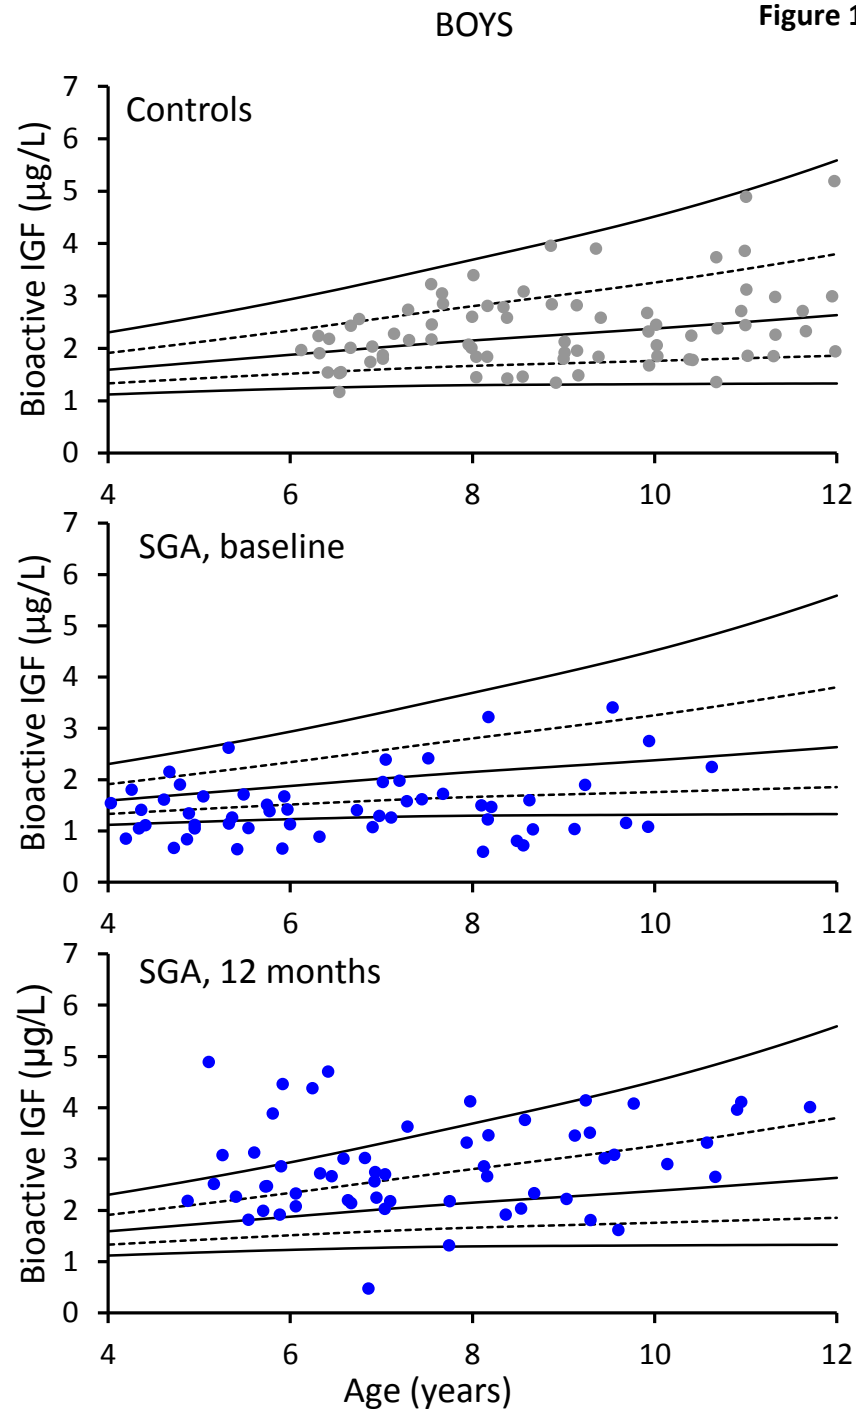 BOYS
Figure 1
Controls
Bioactive IGF (µg/L)
7
6
5
4
3
2
1
0
4 6 8 10 12
SGA, baseline
Bioactive IGF (µg/L)
7
6
5
4
3
2
1
0
4 6 8 10 12
SGA, 12 months
Bioactive IGF (µg/L)
7
6
5
4
3
2
1
0
4 6 8 10 12
Age (years)